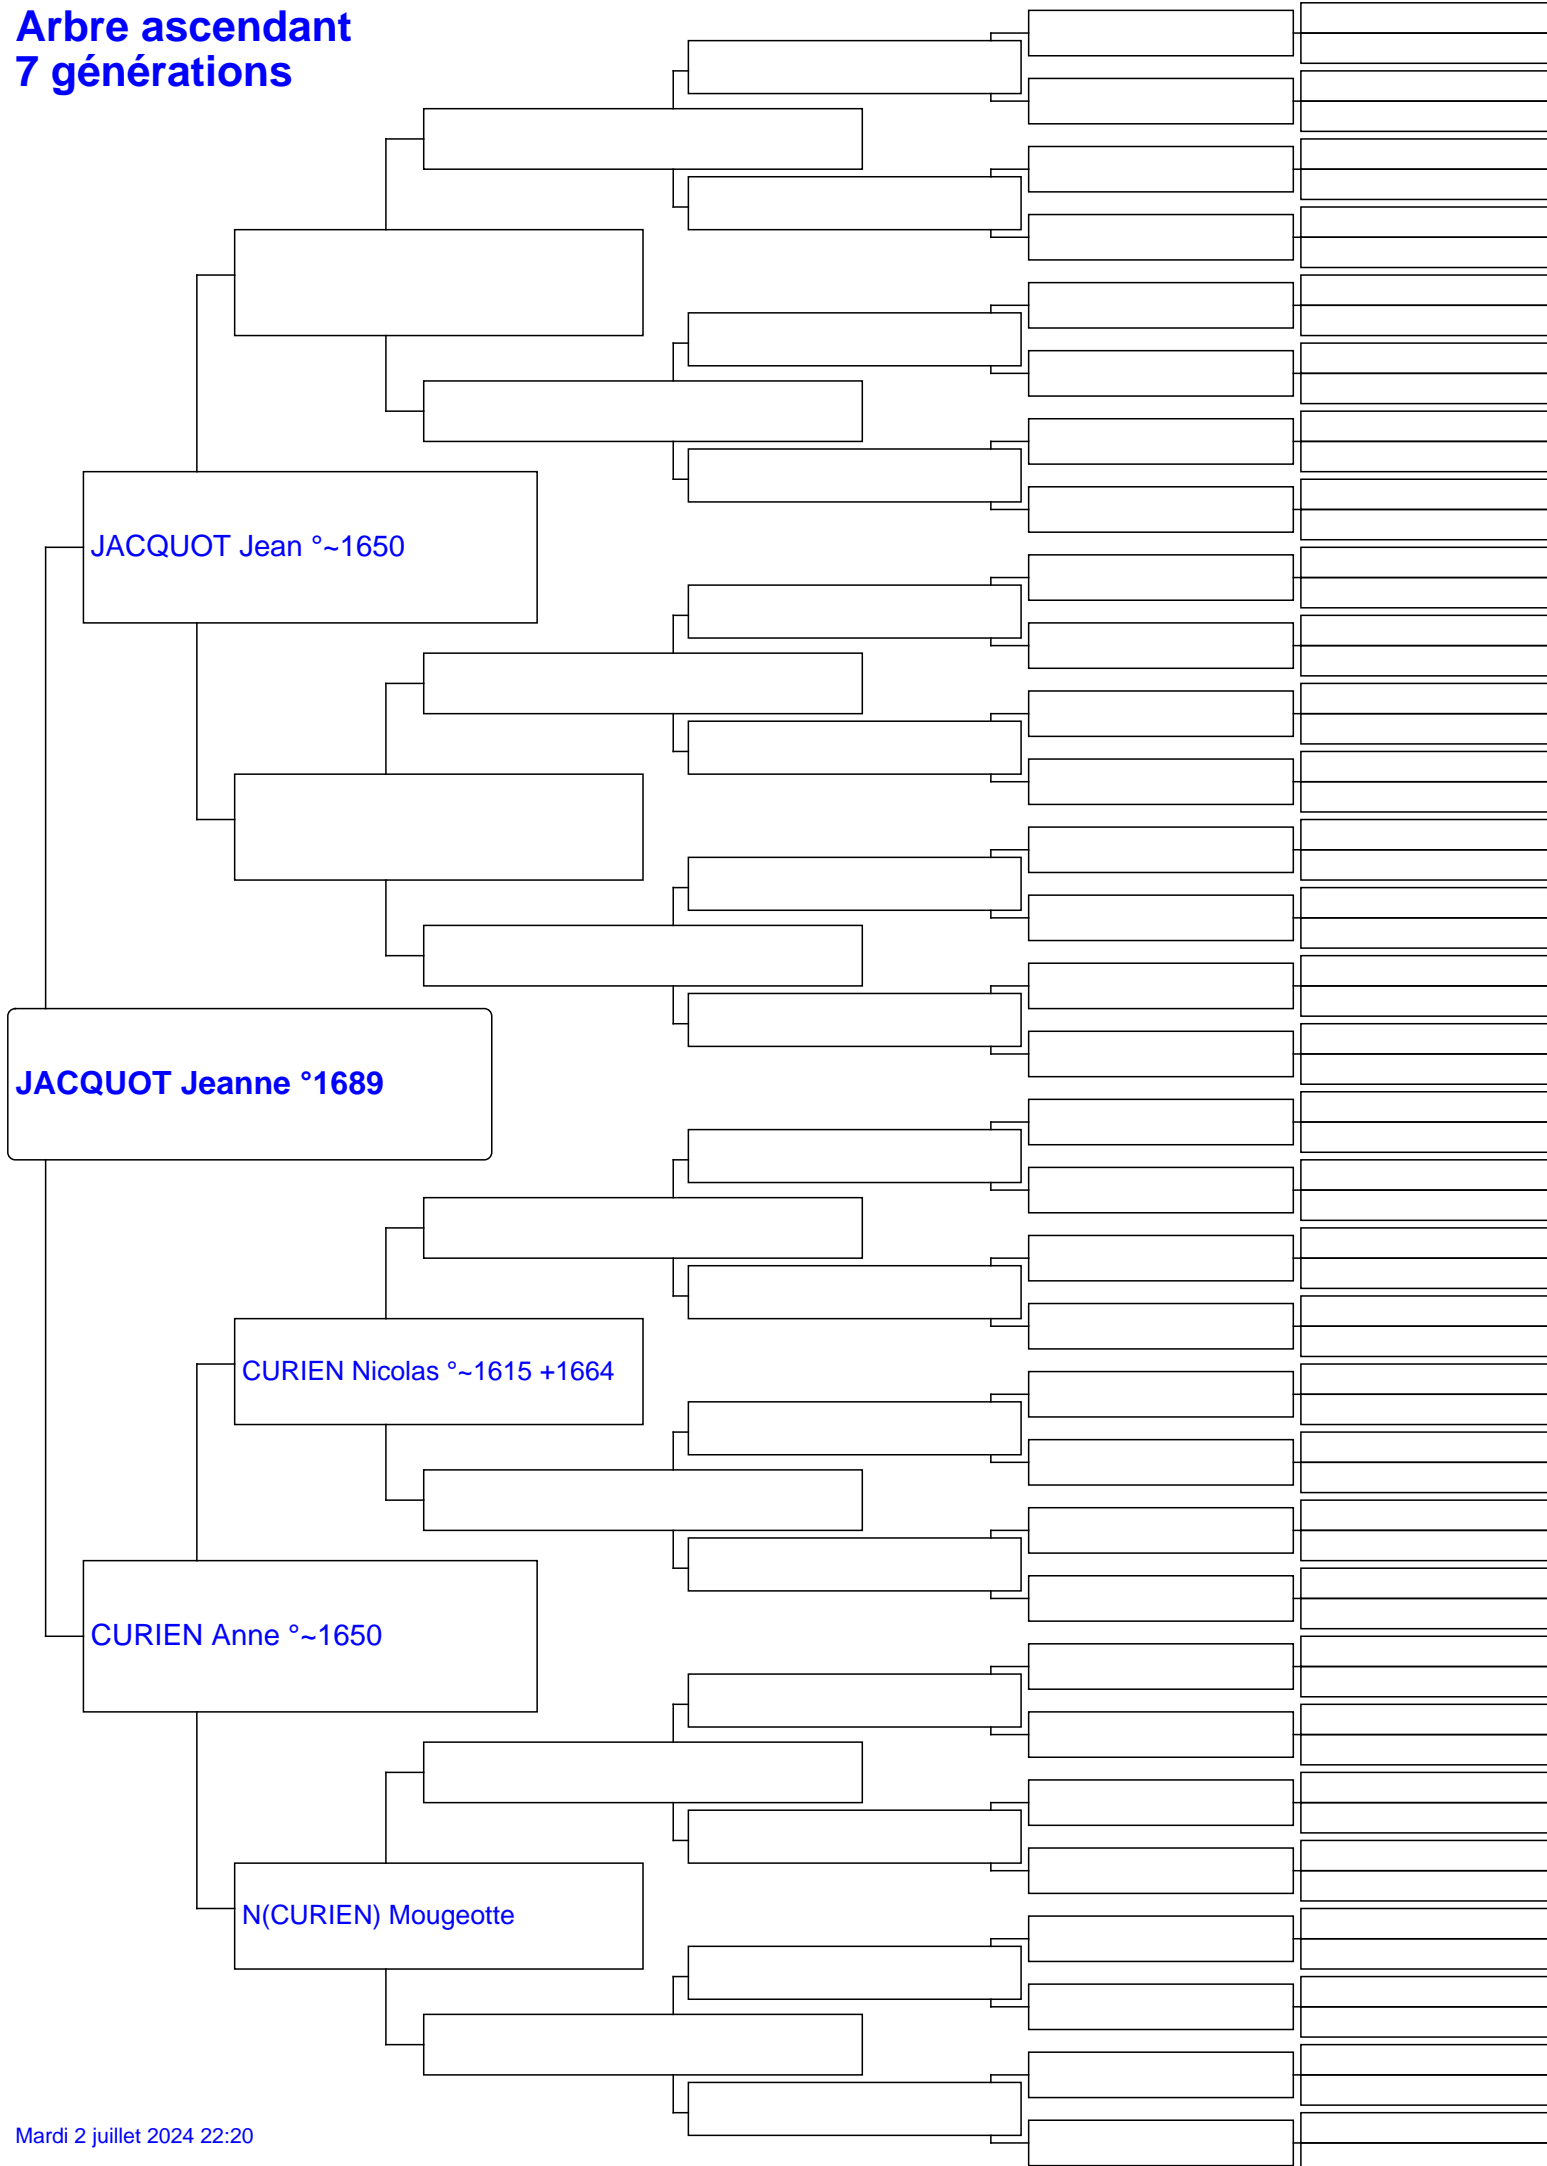 Arbre ascendant
7 générations
JACQUOT Jean °~1650
JACQUOT Jeanne °1689
CURIEN Nicolas °~1615 +1664
CURIEN Anne °~1650
N(CURIEN) Mougeotte
Mardi 2 juillet 2024 22:20